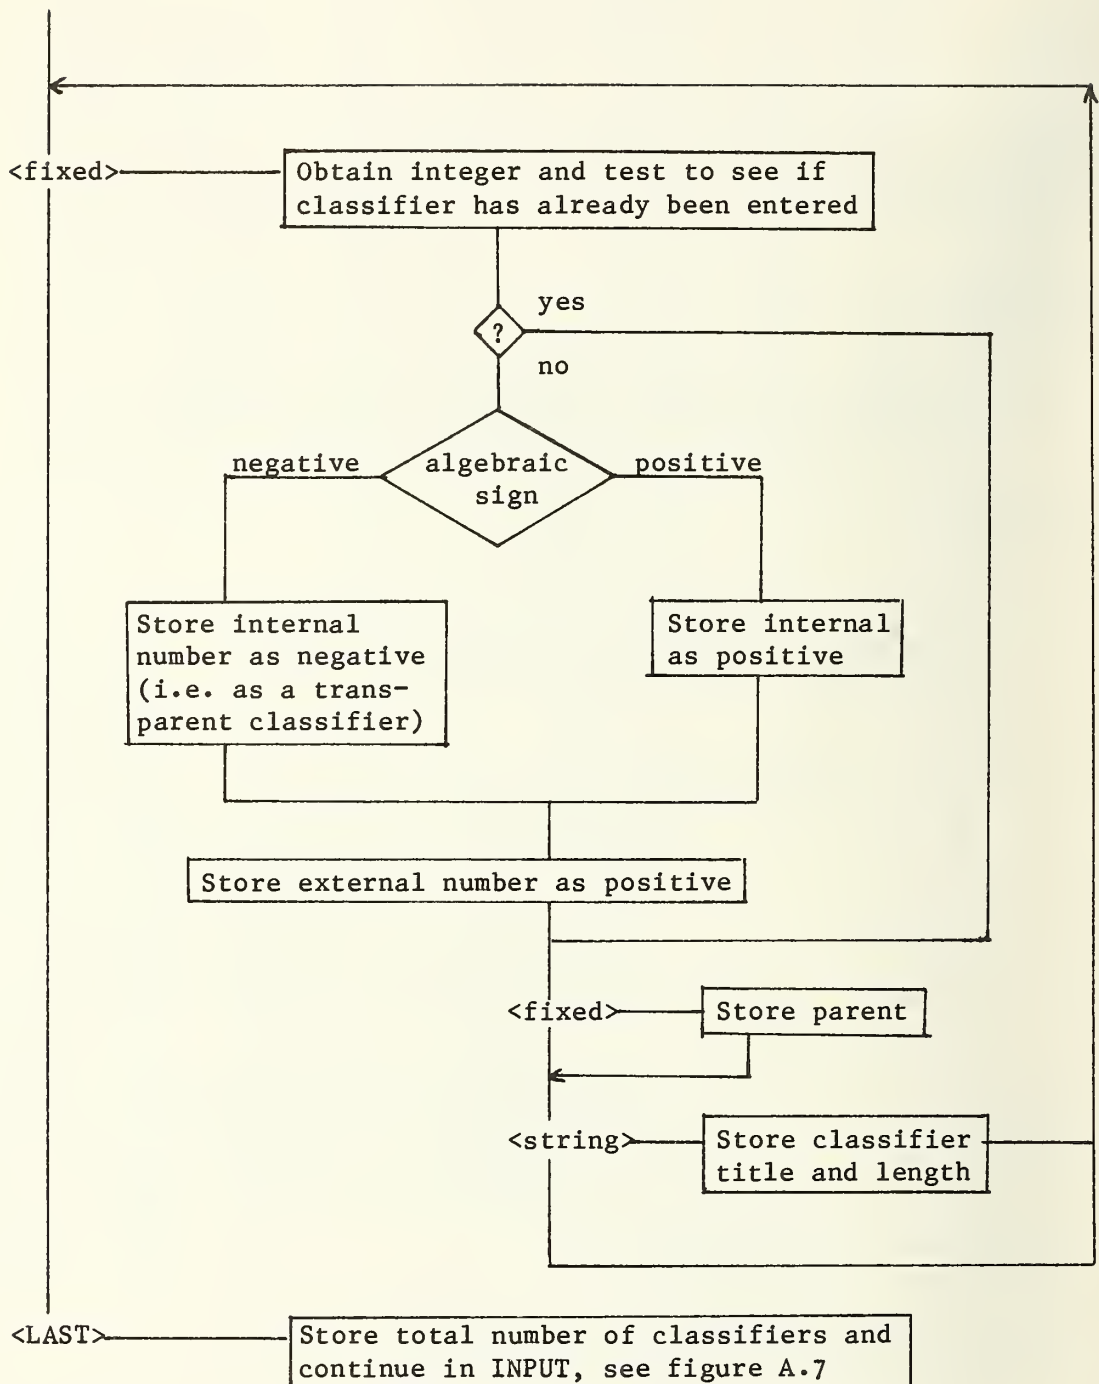 <fixed>
Obtain integer and test to see if
classifier has already been entered
yes
?
no
negative
algebraic
sign
positive
Store internal
number as negative
(i.e. as a trans-
parent classifier)
Store internal
as positive
Store external number as positive
<fixed>
Store parent
<string>
Store classifier
title and length
<LAST>
Store total number of classifiers and
continue in INPUT, see figure A.7